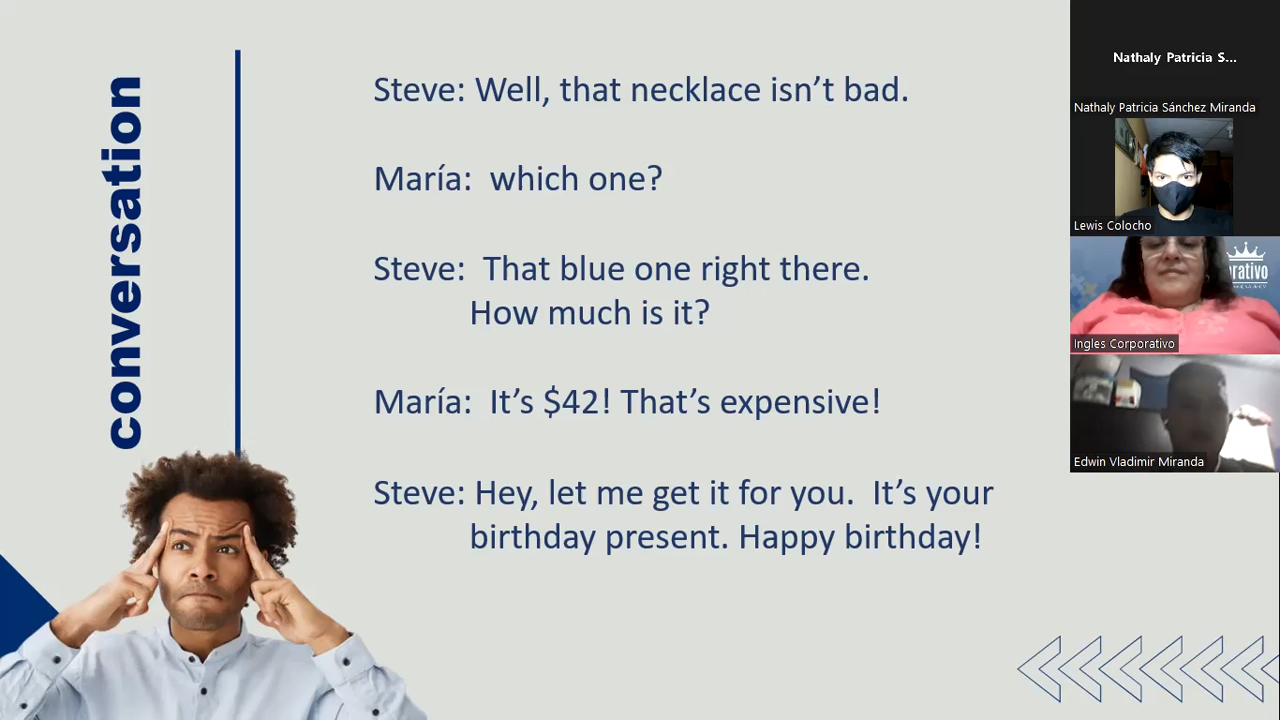 conversation
Steve: Well, that necklace isn’t bad.
María: which one?
Steve: That blue one right there.
How much is it?
María: It’s $42! That’s expensive!
Steve: Hey, let me get it for you. It’s your
birthday present. Happy birthday!
Nathaly Patricia S...
Nathaly Patricia Sánchez Miranda
Lewis Colocho
rativo
Ingles Corporativo
Edwin Vladimir Miranda